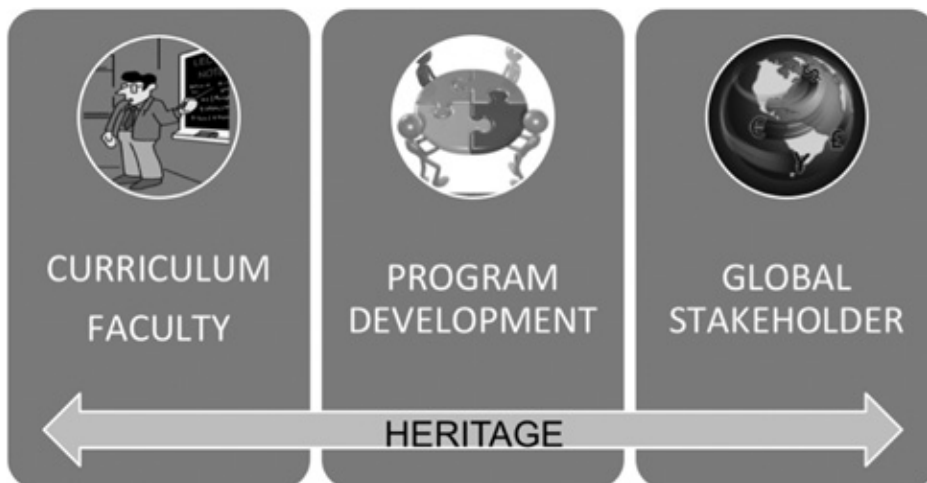 CURRICULUM
FACULTY
PROGRAM
DEVELOPMENT
GLOBAL
STAKEHOLDER
HERITAGE